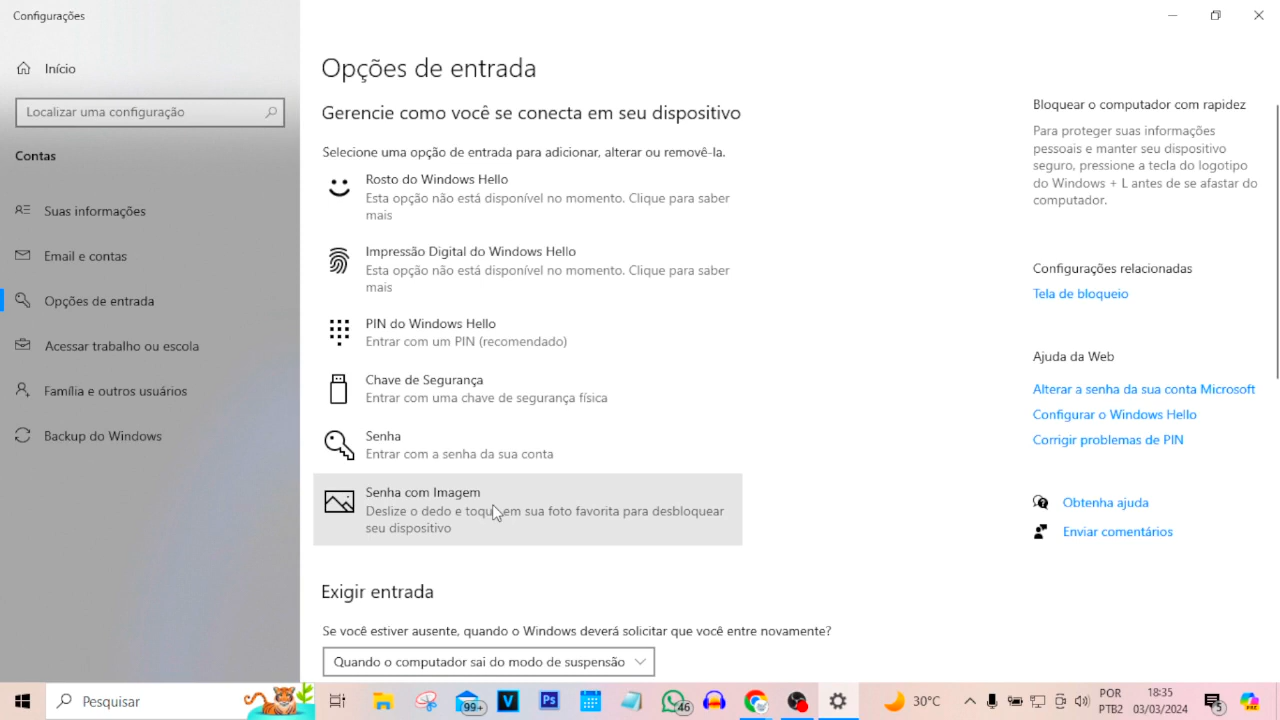 Configurações
Início
Localizar uma configuração
Contas
Suas informações
Email e contas
Opções de entrada
Acessar trabalho ou escola
Família e outros usuários
Backup do Windows
Opções de entrada
Gerencie como você se conecta em seu dispositivo
Selecione uma opção de entrada para adicionar, alterar ou removê-la.
Rosto do Windows Hello
Esta opção não está disponível no momento. Clique para saber
mais
Impressão Digital do Windows Hello
Esta opção não está disponível no momento. Clique para saber
mais
PIN do Windows Hello
Entrar com um PIN (recomendado)
Chave de Segurança
Entrar com uma chave de segurança física
Senha
Entrar com a senha da sua conta
Senha com Imagem
Deslize o dedo e toque em sua foto favorita para desbloquear
seu dispositivo
Exigir entrada
Se você estiver ausente, quando o Windows deverá solicitar que você entre novamente?
Quando o computador sai do modo de suspensão
Bloquear o computador com rapidez
Para proteger suas informações
pessoais e manter seu dispositivo
seguro, pressione a tecla do logotipo
do Windows + L antes de se afastar do
computador.
Configurações relacionadas
Tela de bloqueio
Ajuda da Web
Alterar a senha da sua conta Microsoft
Configurar o Windows Hello
Corrigir problemas de PIN
Obtenha ajuda
Enviar comentários
Pesquisar
99+
V
Ps
46
30°C
POR
PTB2
18:35
03/03/2024
5
PRE